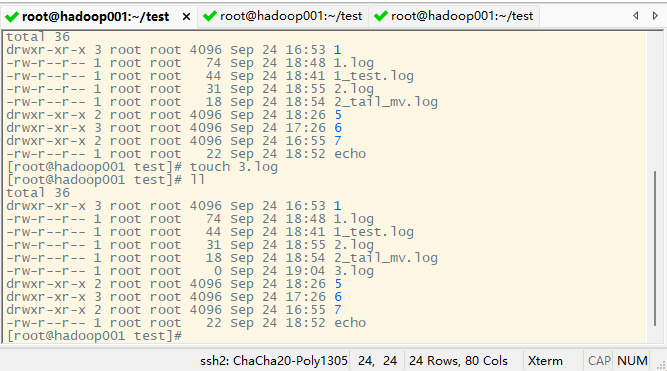 root@hadoop001:~/test × root@hadoop001:~/test root@hadoop001:~/test
total 36
drwxr-xr-x 3 root root 4096 Sep 24 16:53 1
-rw-r--r-- 1 root root   74 Sep 24 18:48 1.log
-rw-r--r-- 1 root root   44 Sep 24 18:41 1_test.log
-rw-r--r-- 1 root root   31 Sep 24 18:55 2.log
-rw-r--r-- 1 root root   18 Sep 24 18:54 2_tail_mv.log
drwxr-xr-x 2 root root 4096 Sep 24 18:26 5
drwxr-xr-x 3 root root 4096 Sep 24 17:26 6
drwxr-xr-x 2 root root 4096 Sep 24 16:55 7
-rw-r--r-- 1 root root   22 Sep 24 18:52 echo
[root@hadoop001 test]# touch 3.log
[root@hadoop001 test]# ll
total 36
drwxr-xr-x 3 root root 4096 Sep 24 16:53 1
-rw-r--r-- 1 root root   74 Sep 24 18:48 1.log
-rw-r--r-- 1 root root   44 Sep 24 18:41 1_test.log
-rw-r--r-- 1 root root   31 Sep 24 18:55 2.log
-rw-r--r-- 1 root root   18 Sep 24 18:54 2_tail_mv.log
-rw-r--r-- 1 root root    0 Sep 24 19:04 3.log
drwxr-xr-x 2 root root 4096 Sep 24 18:26 5
drwxr-xr-x 3 root root 4096 Sep 24 17:26 6
drwxr-xr-x 2 root root 4096 Sep 24 16:55 7
-rw-r--r-- 1 root root   22 Sep 24 18:52 echo
[root@hadoop001 test]#
ssh2: ChaCha20-Poly1305 24, 24 24 Rows, 80 Cols Xterm CAP NUM